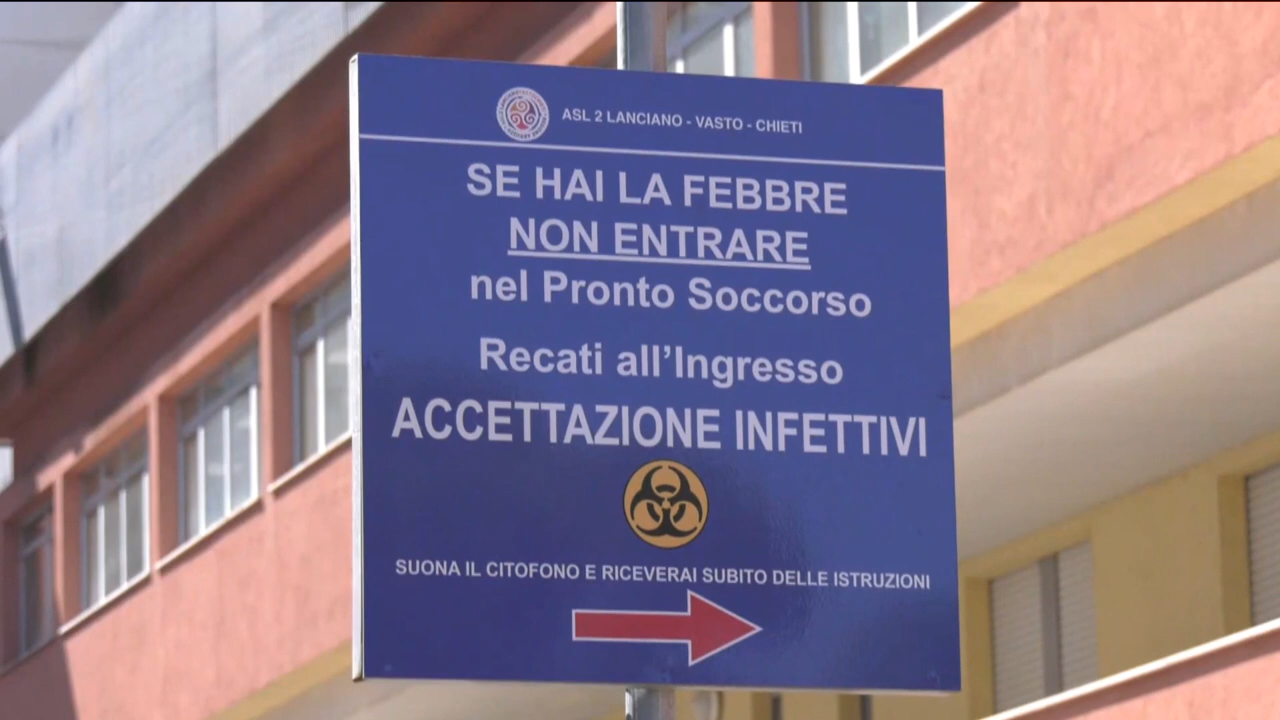 ASL 2 LANCIANO - VASTO - CHIETI
SE HAI LA FEBBRE
NON ENTRARE
nel Pronto Soccorso
Recati all'Ingresso
ACCETTAZIONE INFETTIVI
SUONA IL CITOFONO E RICEVERAI SUBITO DELLE ISTRUZIONI